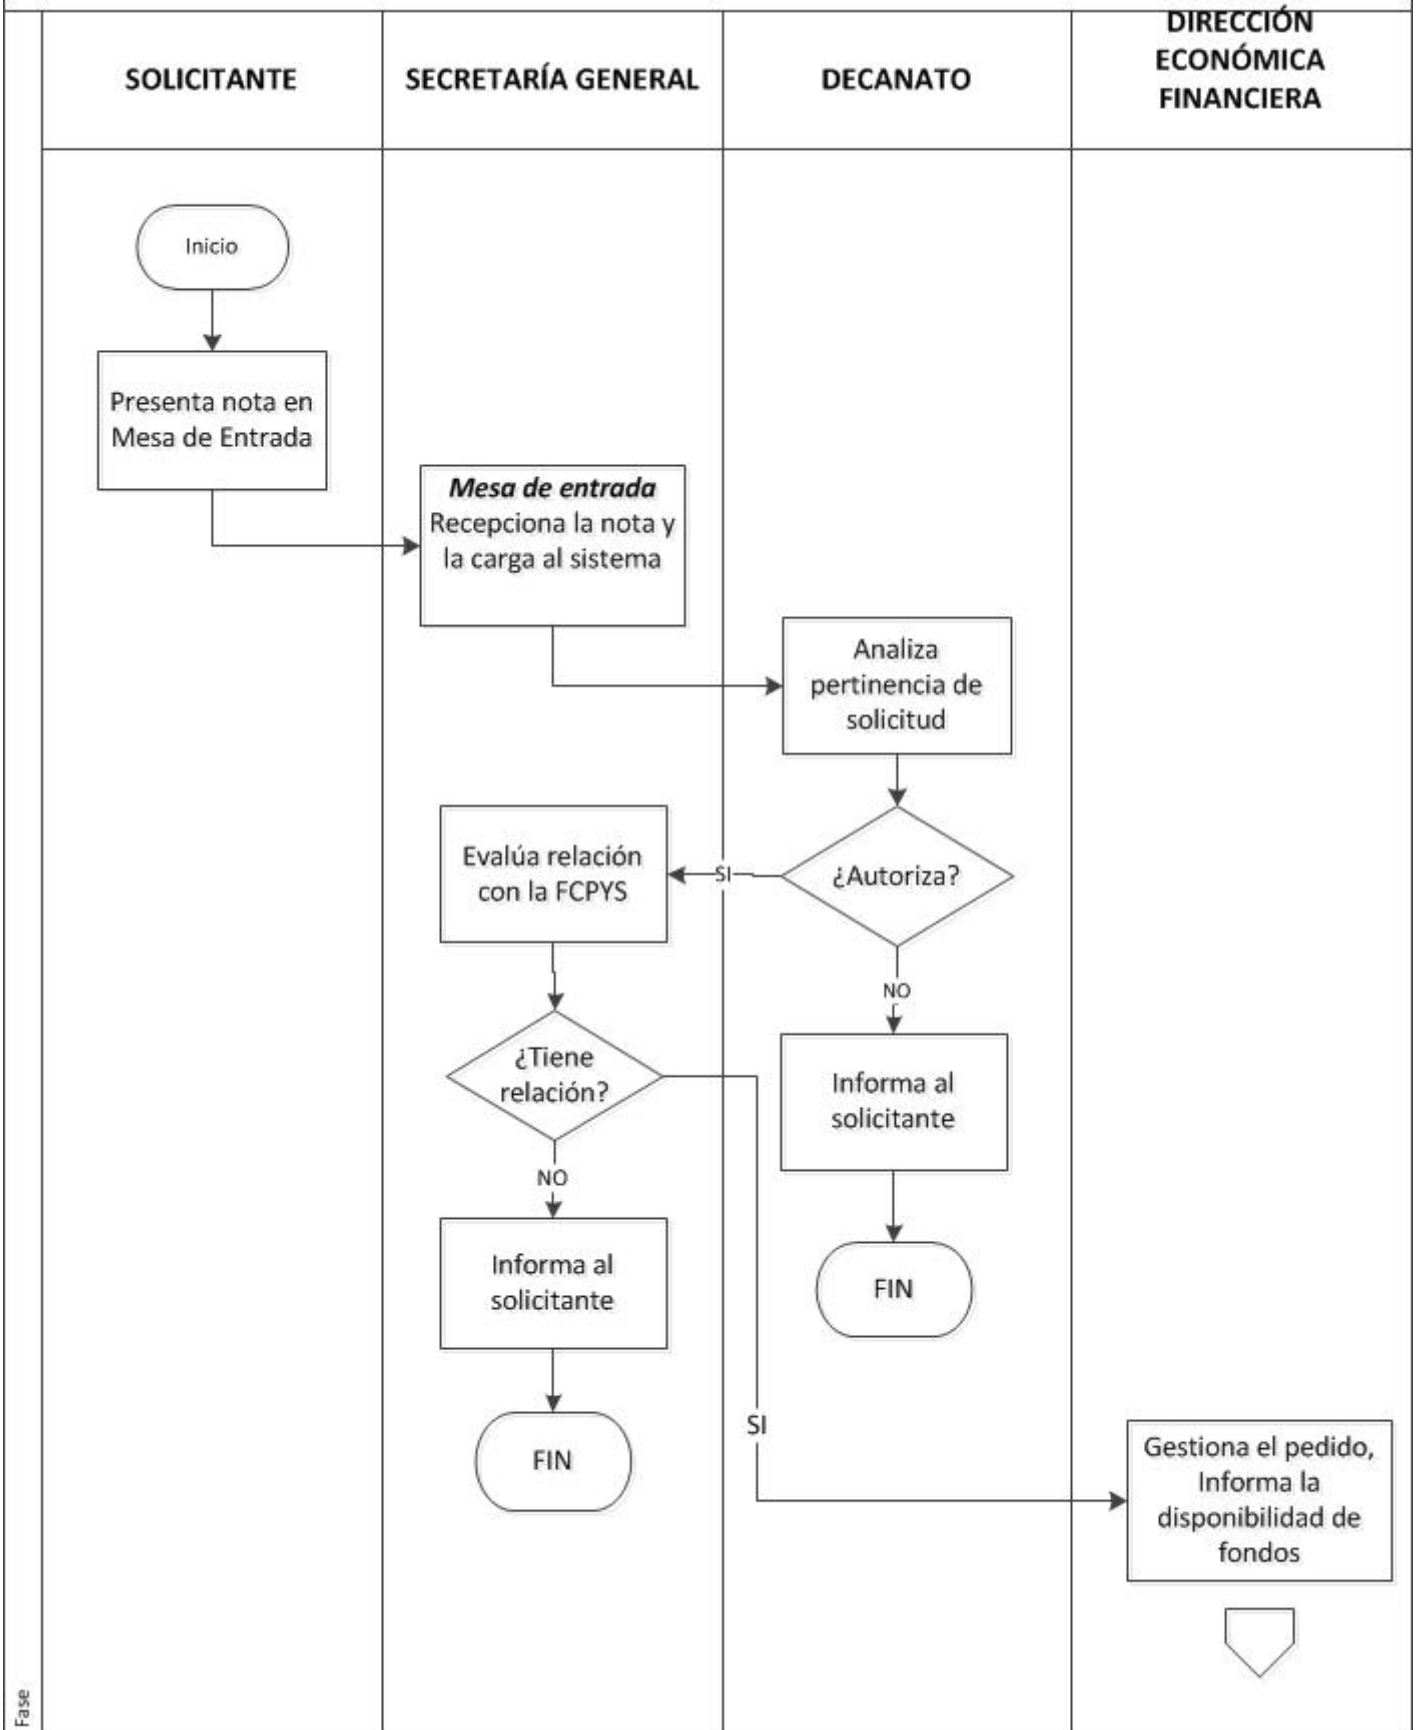 SOLICITANTE
SECRETARÍA GENERAL
DECANATO
DIRECCIÓN
ECONÓMICA
FINANCIERA
Inicio
Presenta nota en
Mesa de Entrada
Mesa de entrada
Recepciona la nota y
la carga al sistema
Analiza
pertinencia de
solicitud
¿Autoriza?
SI
Evalúa relación
con la FCPYS
NO
¿Tiene
relación?
Informa al
solicitante
NO
Informa al
solicitante
FIN
FIN
SI
Gestiona el pedido,
Informa la
disponibilidad de
fondos
Fase